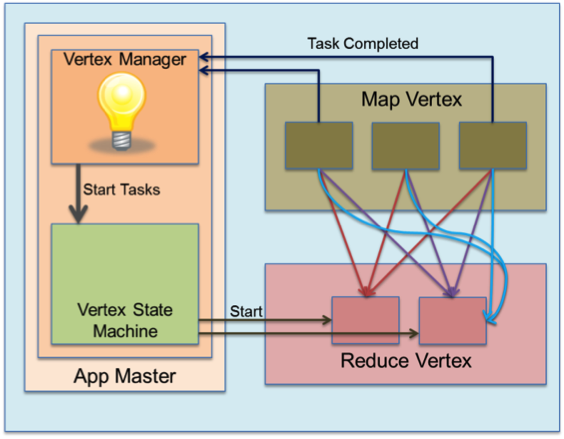 Vertex Manager
Task Completed
Map Vertex
Start Tasks
Vertex State
Machine
Start
Reduce Vertex
App Master